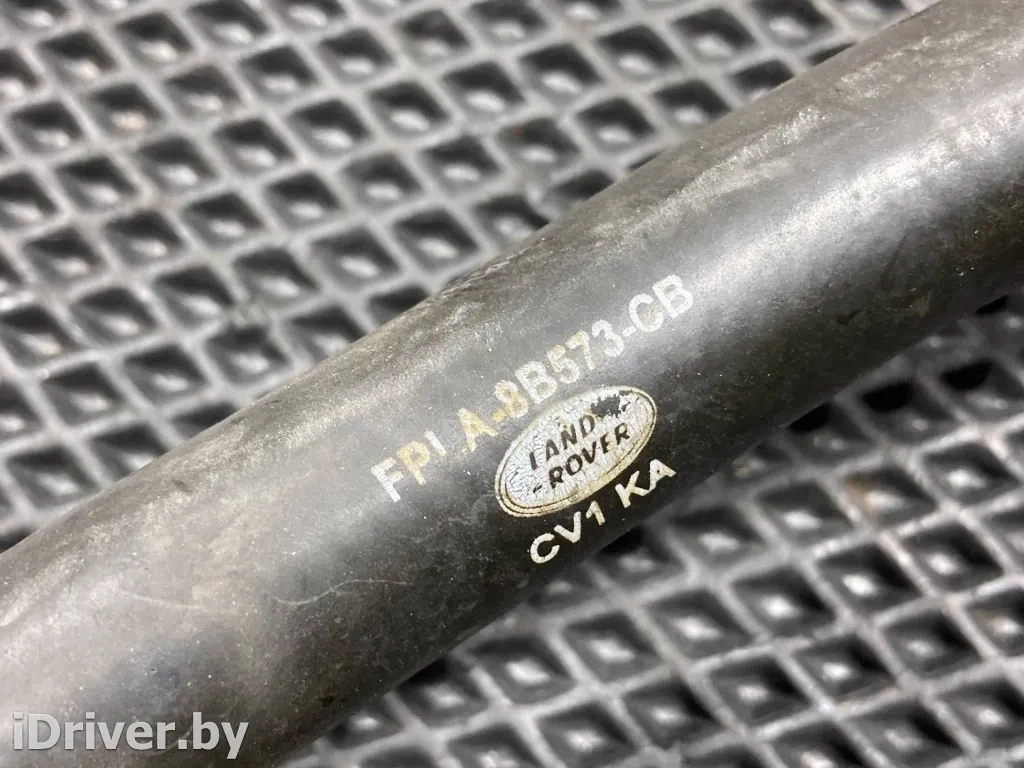 FPLA-8B573-CB
LAND
-ROVER
CV1 KA
iDriver.by